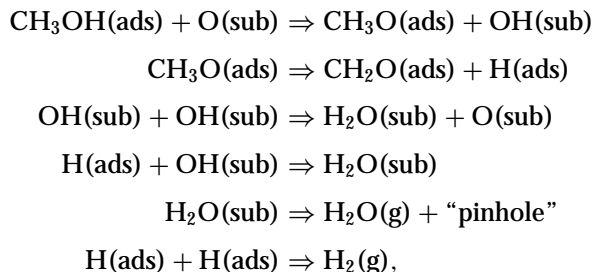 CH₃OH(ads) + O(sub) ⇒ CH₃O(ads) + OH(sub)
CH₃O(ads) ⇒ CH₂O(ads) + H(ads)
OH(sub) + OH(sub) ⇒ H₂O(sub) + O(sub)
H(ads) + OH(sub) ⇒ H₂O(sub)
H₂O(sub) ⇒ H₂O(g) + “pinhole”
H(ads) + H(ads) ⇒ H₂(g),